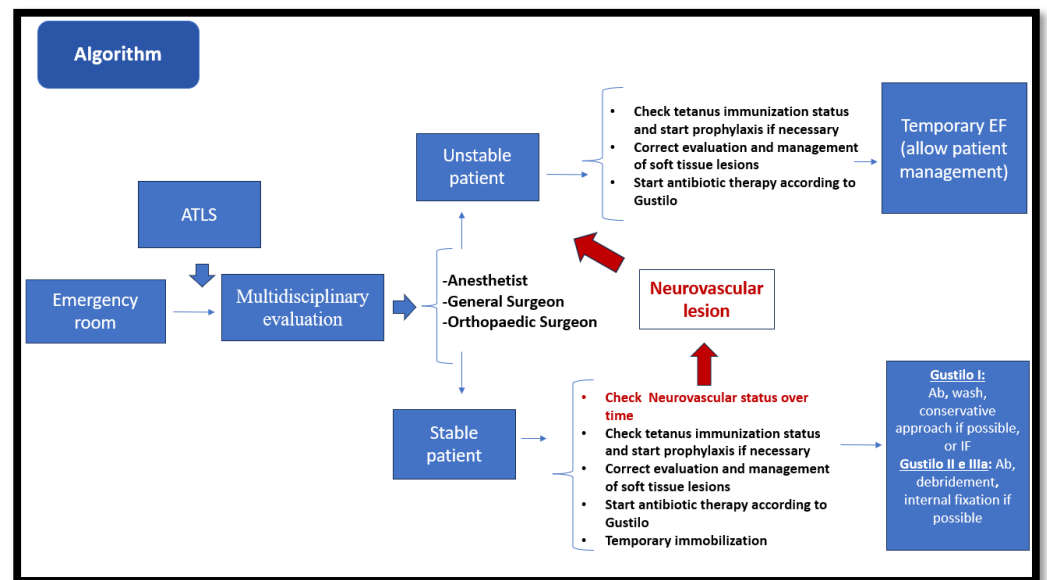 Algorithm
ATLS
Emergency
room
Multidisciplinary
evaluation
-Anesthetist
-General Surgeon
-Orthopaedic Surgeon
Unstable
patient
• Check tetanus immunization status
and start prophylaxis if necessary
• Correct evaluation and management
of soft tissue lesions
• Start antibiotic therapy according to
Gustilo
Temporary EF
(allow patient
management)
Neurovascular
lesion
Stable
patient
• Check Neurovascular status over
time
• Check tetanus immunization status
and start prophylaxis if necessary
• Correct evaluation and management
of soft tissue lesions
• Start antibiotic therapy according to
Gustilo
• Temporary immobilization
Gustilo I:
Ab, wash,
conservative
approach if possible,
or IF
Gustilo II e IIIa: Ab,
debridement,
internal fixation if
possible